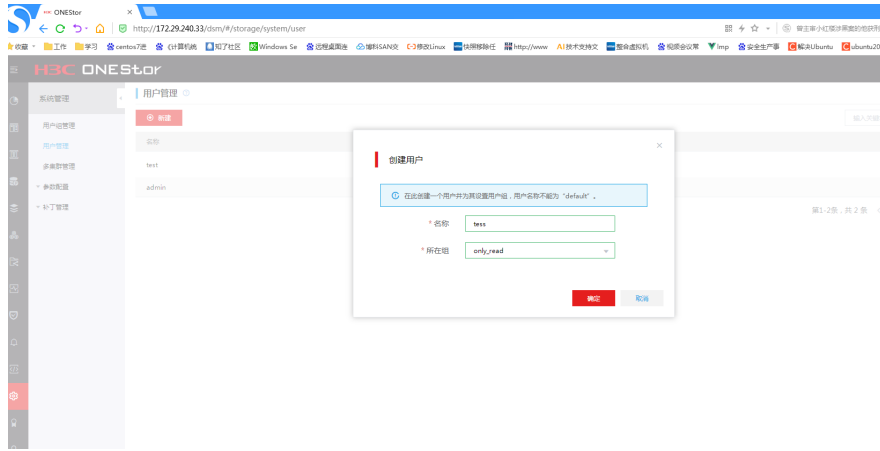 ONEStor
http://172.29.240.33/dsm/#/storage/system/user
收藏 工作 学习 centos7进 《计算机统 知了社区 Windows Se 远程桌面连 博科SAN交 修改Linux 快照移除任 http://www AI技术支持文 整合虚拟机 视频会议常 Imp 安全生产事 解决Ubuntu ubuntu20
H3C ONEStor
系统管理
用户管理
用户组管理
新建
用户管理
名称
多集群管理
test
参数配置
admin
补丁管理
第1-2条，共 2 条
创建用户
在此创建一个用户并为其设置用户组，用户名称不能为“default”。
* 名称 tess
* 所在组 only_read
确定 取消